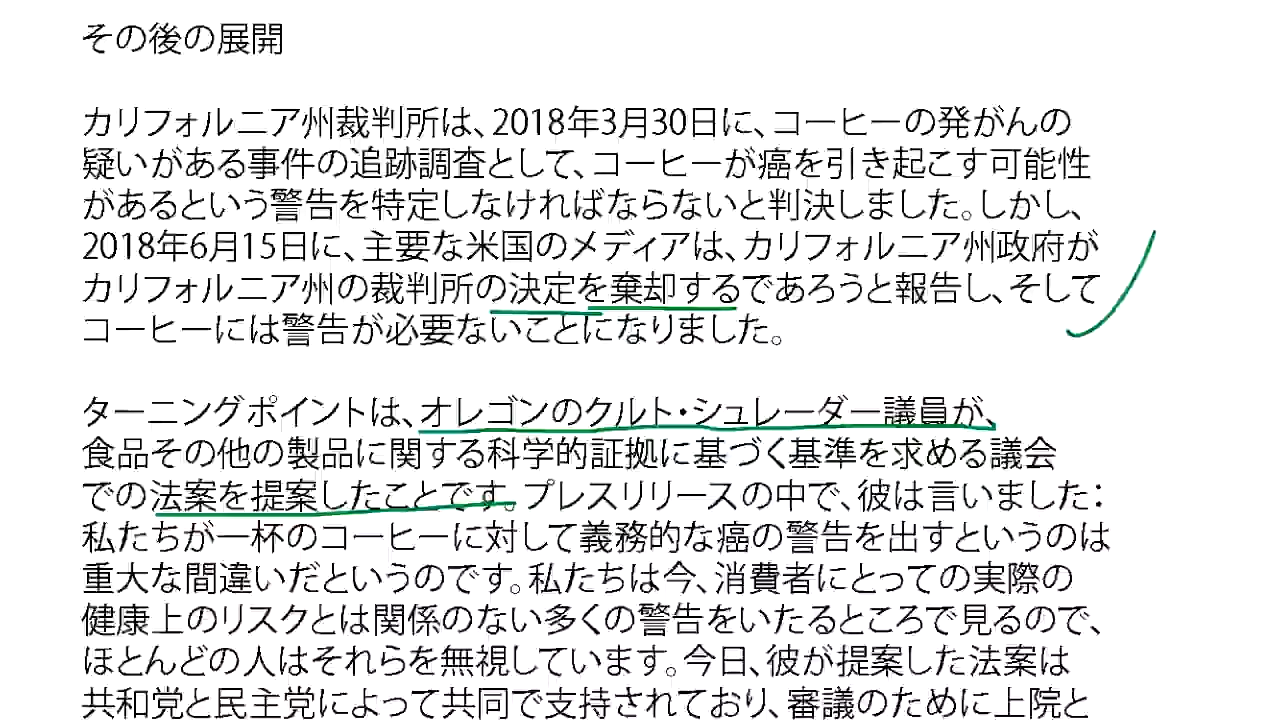 その後の展開
カリフォルニア州裁判所は、2018年3月30日に、コーヒーの発がんの
疑いがある事件の追跡調査として、コーヒーが癌を引き起こす可能性
があるという警告を特定しなければならないと判決しました。しかし、
2018年6月15日に、主要な米国のメディアは、カリフォルニア州政府が
カリフォルニア州の裁判所の決定を棄却するであろうと報告し、そして
コーヒーには警告が必要ないことになりました。
ターニングポイントは、オレゴンのクルト・シュレーダー議員が、
食品その他の製品に関する科学的証拠に基づく基準を求める議会
での法案を提案したことです。プレスリリースの中で、彼は言いました：
私たちが一杯のコーヒーに対して義務的な癌の警告を出すというのは
重大な間違いだというのです。私たちは今、消費者にとっての実際の
健康上のリスクとは関係のない多くの警告をいたるところで見るので、
ほとんどの人はそれらを無視しています。今日、彼が提案した法案は
共和党と民主党によって共同で支持されており、審議のために上院と